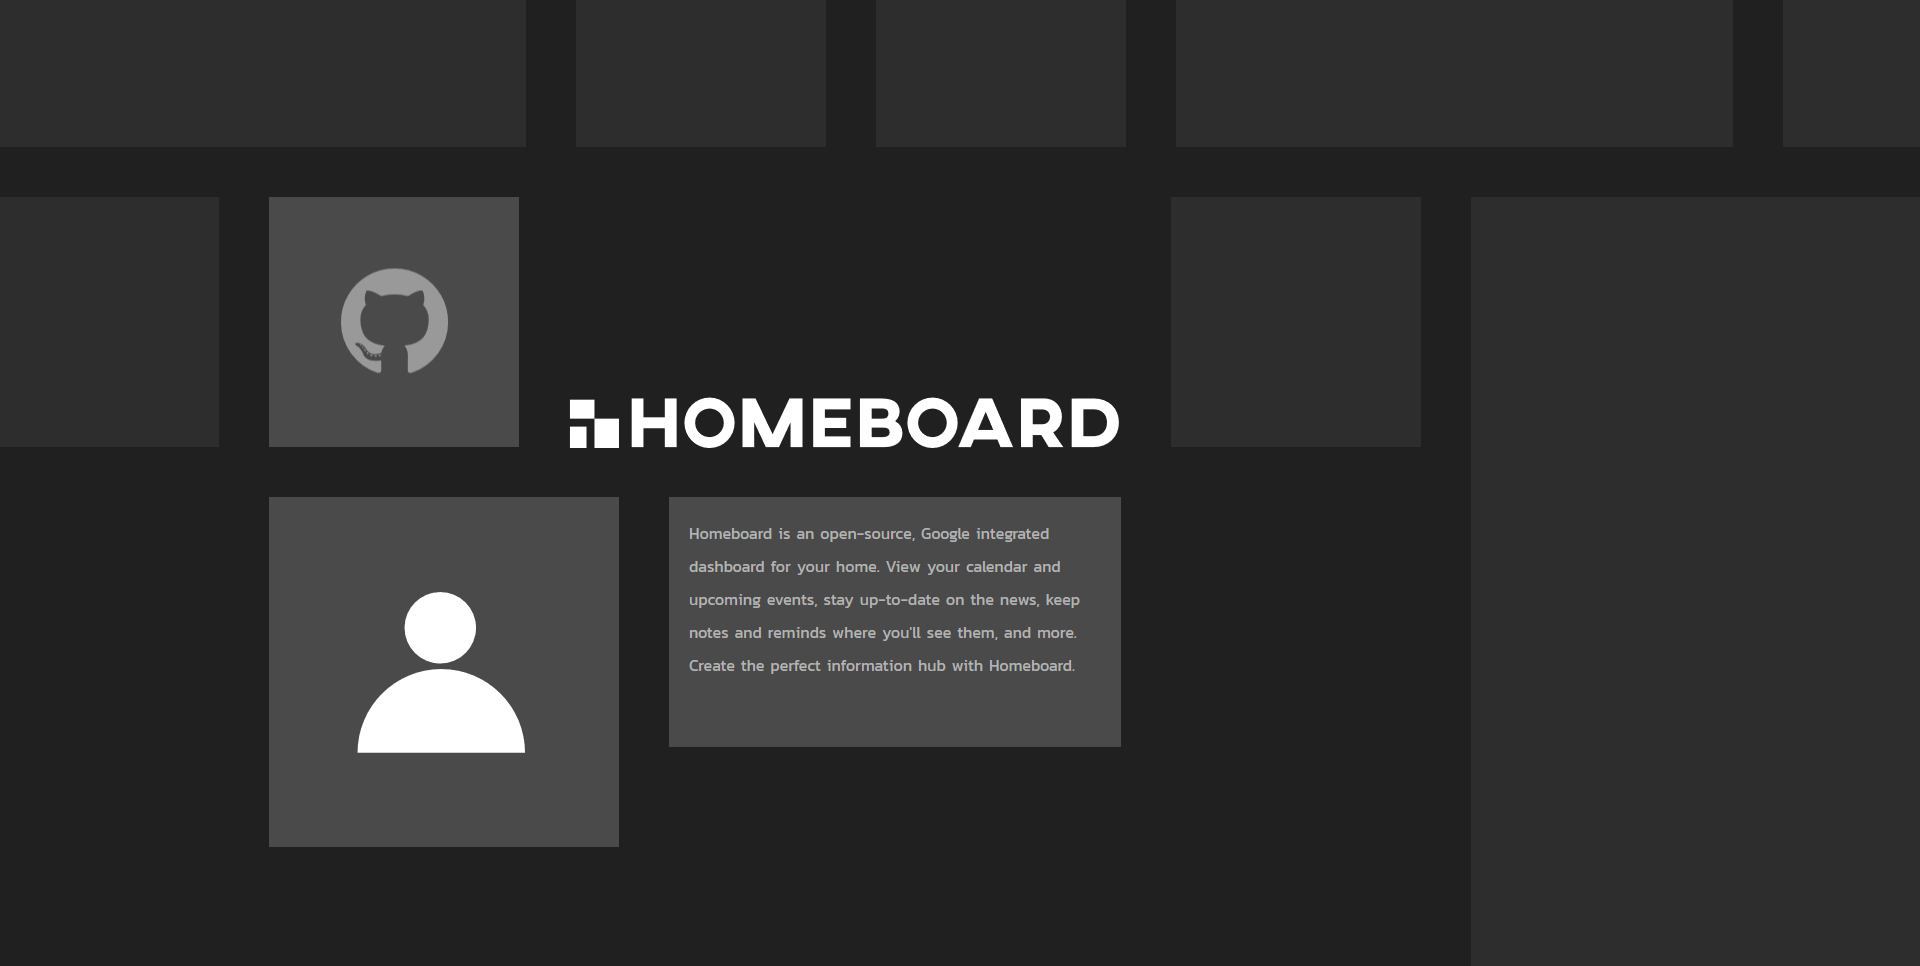 HOMEBOARD
Homeboard is an open-source, Google integrated
dashboard for your home. View your calendar and
upcoming events, stay up-to-date on the news, keep
notes and reminds where you'll see them, and more.
Create the perfect information hub with Homeboard.